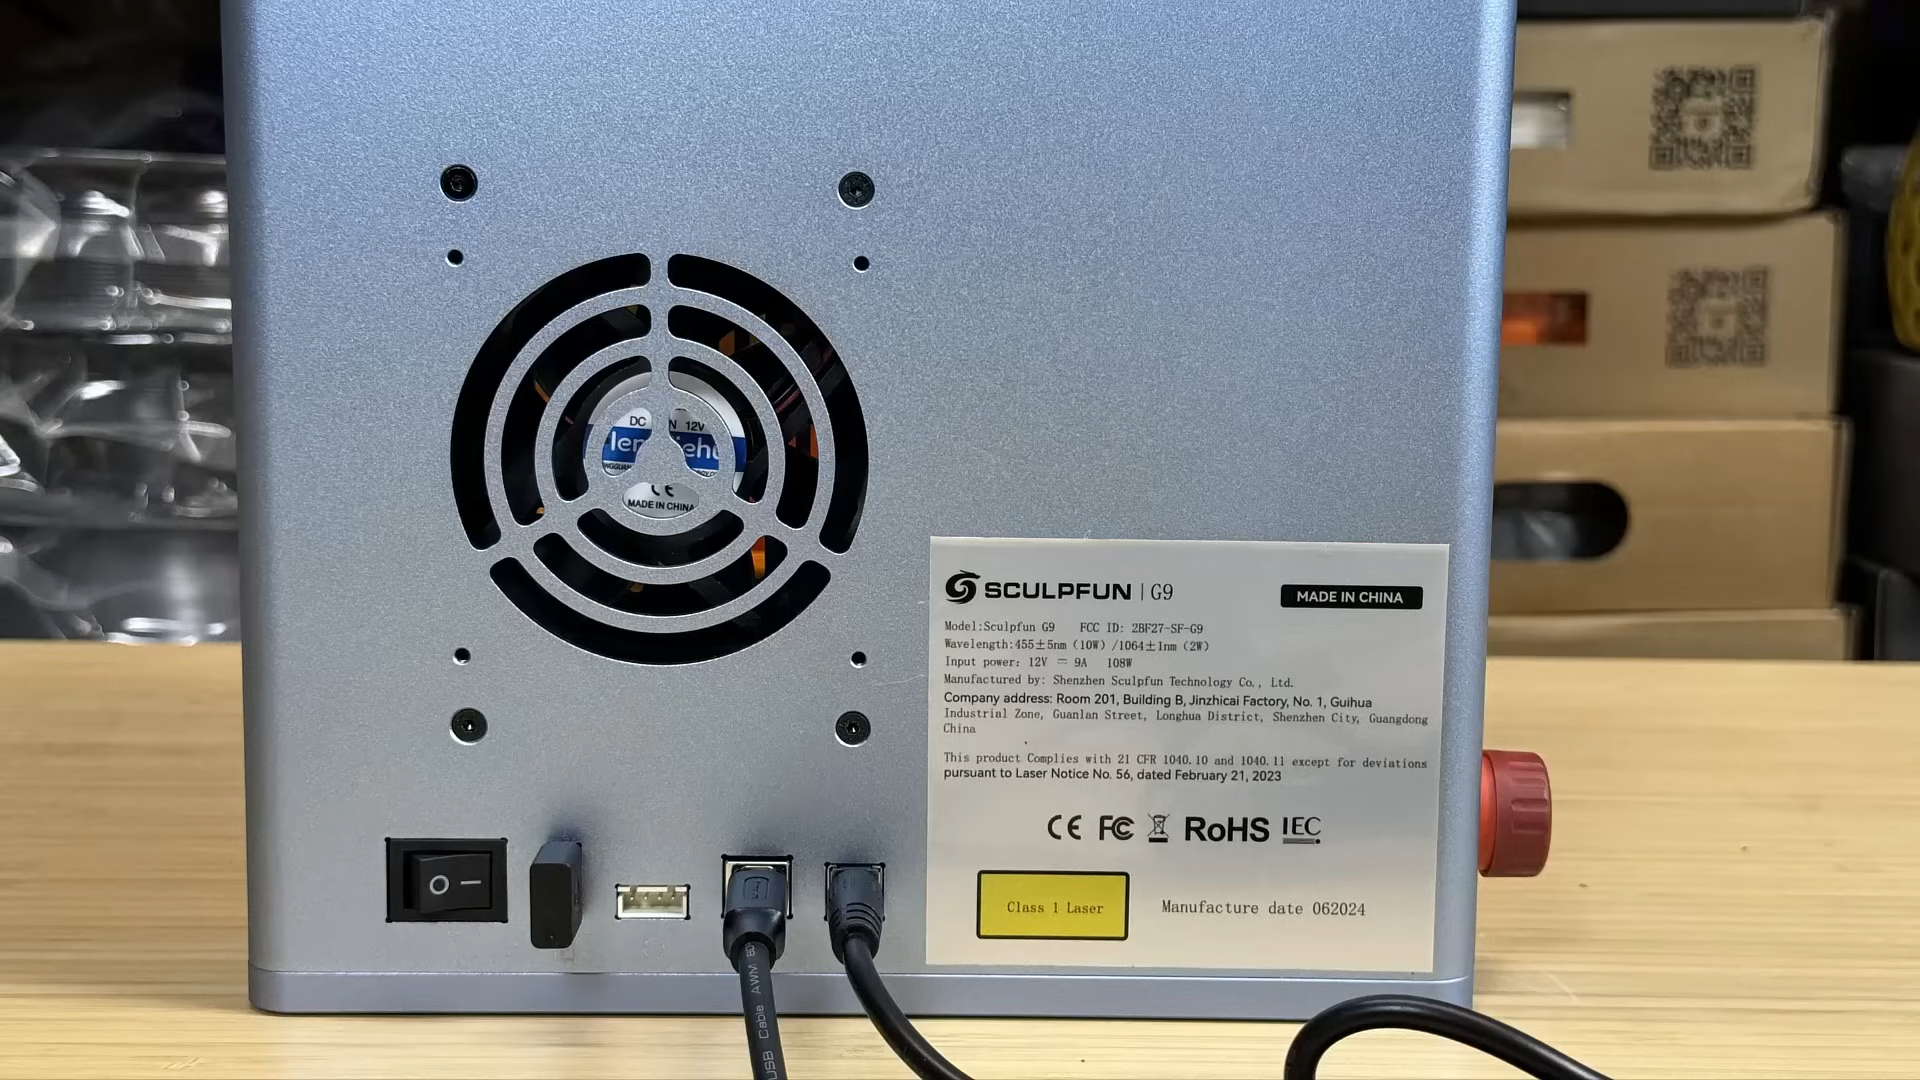 DC N 12V
MADE IN CHINA
SCULPFUN | G9
MADE IN CHINA
Model:Sculpfun G9 FCC ID: 2BF27-SF-G9
Wavelength:455±5nm (10W) /1064±1nm (2W)
Input power: 12V ⎓ 9A 108W
Manufactured by: Shenzhen Sculpfun Technology Co., Ltd.
Company address: Room 201, Building B, Jinzhicai Factory, No. 1, Guihua
Industrial Zone, Guanlan Street, Longhua District, Shenzhen City, Guangdong
China
This product Complies with 21 CFR 1040.10 and 1040.11 except for deviations
pursuant to Laser Notice No. 56, dated February 21, 2023
CE FC RoHS IEC
Class 1 Laser
Manufacture date 062024
O —
USB Cable AWM